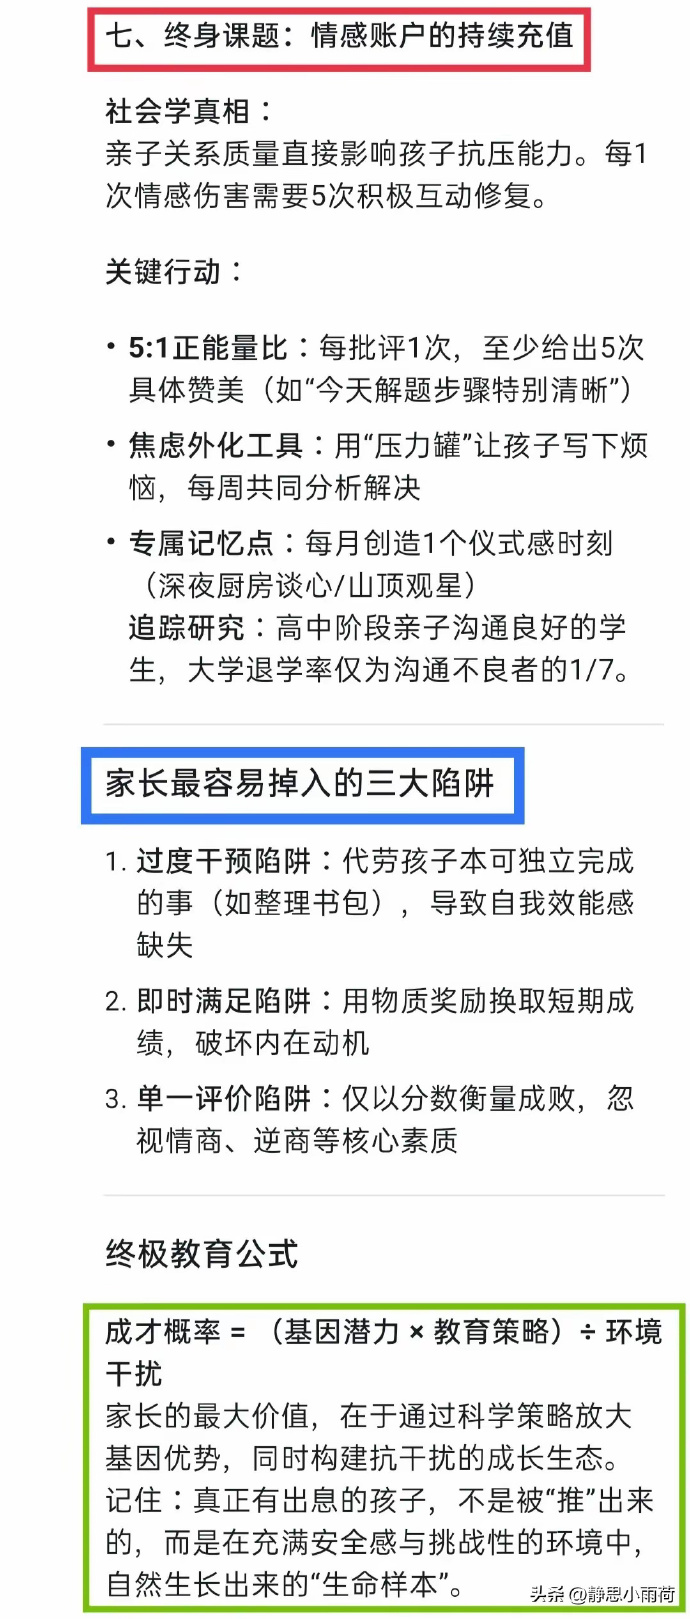 七、终身课题：情感账户的持续充值
社会学真相：
亲子关系质量直接影响孩子抗压能力。每1
次情感伤害需要5次积极互动修复。
关键行动：
• 5:1正能量比：每批评1次，至少给出5次
具体赞美（如“今天解题步骤特别清晰”）
• 焦虑外化工具：用“压力罐”让孩子写下烦
恼，每周共同分析解决
• 专属记忆点：每月创造1个仪式感时刻
（深夜厨房谈心/山顶观星）
追踪研究：高中阶段亲子沟通良好的学
生，大学退学率仅为沟通不良者的1/7。
家长最容易掉入的三大陷阱
1. 过度干预陷阱：代劳孩子本可独立完成
的事（如整理书包），导致自我效能感
缺失
2. 即时满足陷阱：用物质奖励换取短期成
绩，破坏内在动机
3. 单一评价陷阱：仅以分数衡量成败，忽
视情商、逆商等核心素质
终极教育公式
成才概率 = （基因潜力 × 教育策略）÷ 环境
干扰
家长的最大价值，在于通过科学策略放大
基因优势，同时构建抗干扰的成长生态。
记住：真正有出息的孩子，不是被“推”出来
的，而是在充满安全感与挑战性的环境中，
自然生长出来的“生命样本”。
头条 @静思小雨荷